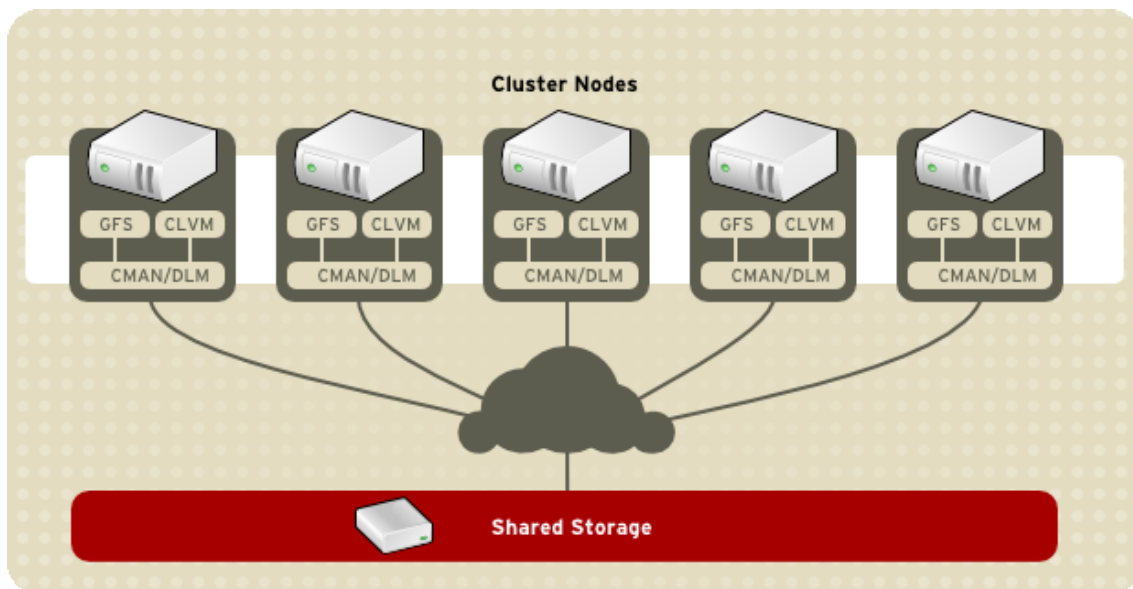 Cluster Nodes
GFS CLVM GFS CLVM GFS CLVM GFS CLVM GFS CLVM
CMAN/DLM CMAN/DLM CMAN/DLM CMAN/DLM CMAN/DLM
Shared Storage